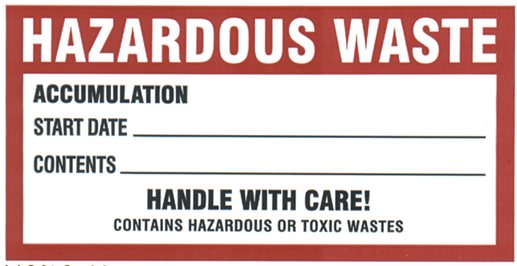 HAZARDOUS WASTE
ACCUMULATION
START DATE
CONTENTS
HANDLE WITH CARE!
CONTAINS HAZARDOUS OR TOXIC WASTES